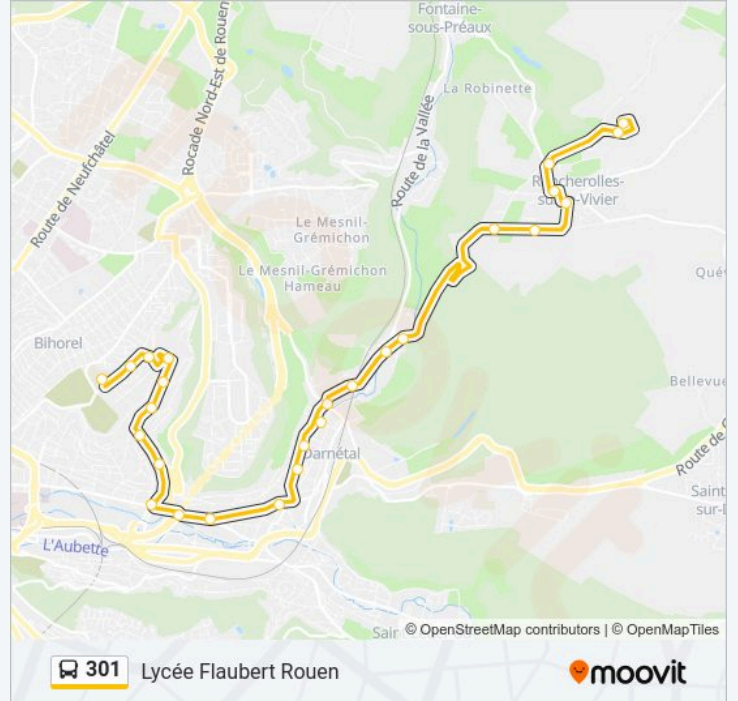 Fontaine-
sous-Préaux
La Robinette
Rocade Nord-Est de Rouen
Route de la Vallée
Route de Neufchâtel
Le Mesnil-
Grémichon
Le Mesnil-Grémichon
Hameau
Bihorel
Bellevue
Route de
Darnétal
Saint
sur-
L'Aubette
Sair
© OpenStreetMap contributors | © OpenMapTiles
301 Lycée Flaubert Rouen
moovit